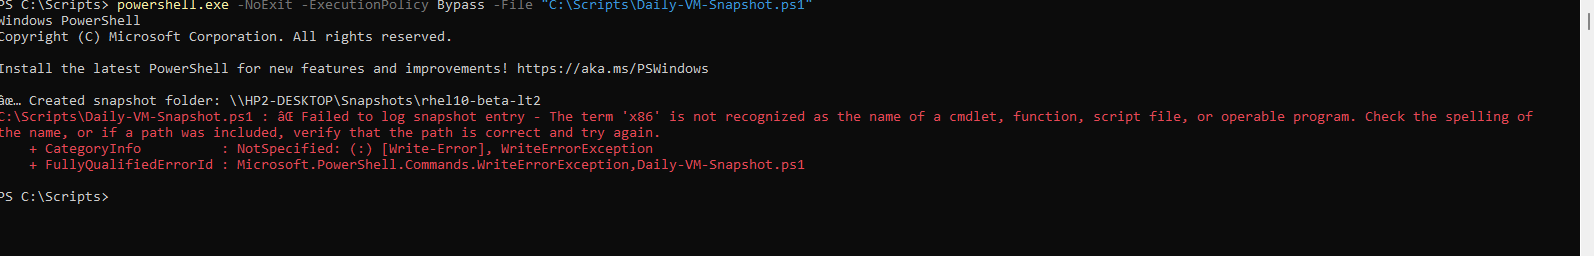 PS C:\Scripts> powershell.exe -NoExit -ExecutionPolicy Bypass -File "C:\Scripts\Daily-VM-Snapshot.ps1"
Windows PowerShell
Copyright (C) Microsoft Corporation. All rights reserved.
Install the latest PowerShell for new features and improvements! https://aka.ms/PSWindows
âœ… Created snapshot folder: \\HP2-DESKTOP\Snapshots\rhel10-beta-lt2
C:\Scripts\Daily-VM-Snapshot.ps1 : âŒ Failed to log snapshot entry - The term 'x86' is not recognized as the name of a cmdlet, function, script file, or operable program. Check the spelling of
the name, or if a path was included, verify that the path is correct and try again.
    + CategoryInfo          : NotSpecified: (:) [Write-Error], WriteErrorException
    + FullyQualifiedErrorId : Microsoft.PowerShell.Commands.WriteErrorException,Daily-VM-Snapshot.ps1
PS C:\Scripts>